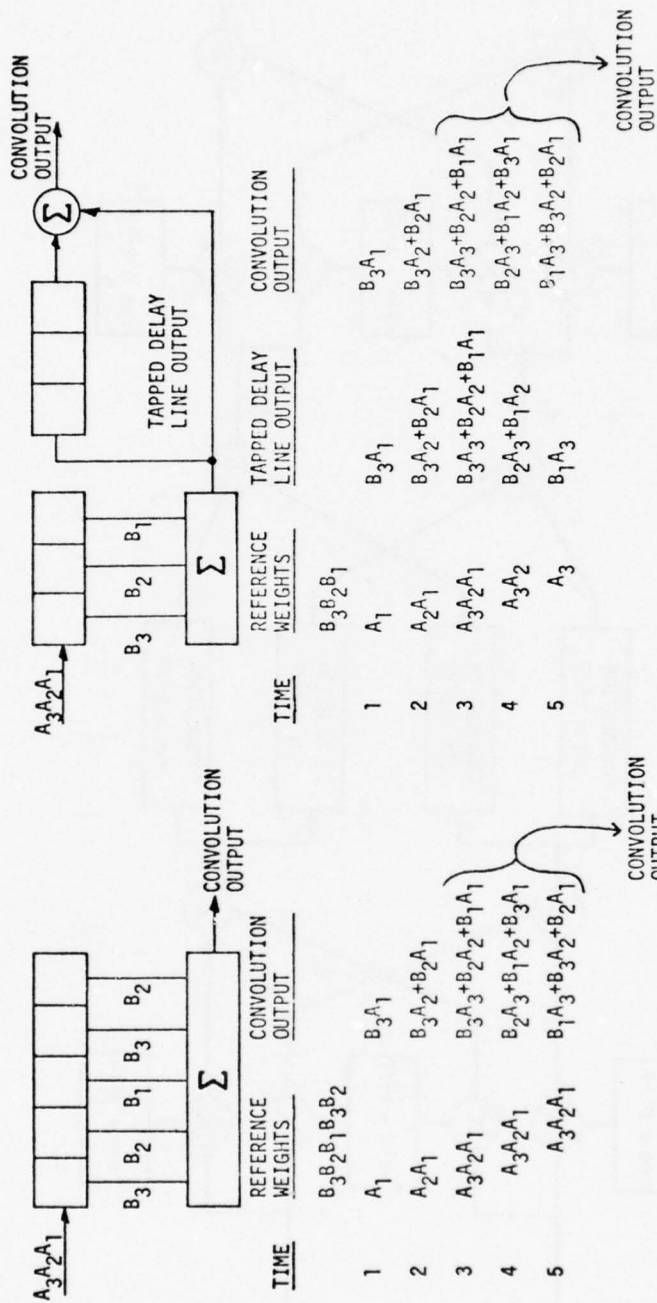 A₃A₂A₁
B₃ B₂ B₁ B₃ B₂
Σ
CONVOLUTION
OUTPUT
TIME
REFERENCE
WEIGHTS
CONVOLUTION
OUTPUT
B₃B₂B₁B₃B₂
1 A₁ B₃A₁
2 A₂A₁ B₃A₂+B₂A₁
3 A₃A₂A₁ B₃A₃+B₂A₂+B₁A₁
4 A₃A₂A₁ B₂A₃+B₁A₂+B₃A₁
5 A₃A₂A₁ B₁A₃+B₃A₂+B₂A₁
CONVOLUTION
OUTPUT
A₃A₂A₁
B₃ B₂ B₁
Σ
TAPPED DELAY
LINE OUTPUT
Σ
CONVOLUTION
OUTPUT
TIME
REFERENCE
WEIGHTS
TAPPED DELAY
LINE OUTPUT
CONVOLUTION
OUTPUT
B₃B₂B₁
1 A₁ B₃A₁ B₃A₁
2 A₂A₁ B₃A₂+B₂A₁ B₃A₂+B₂A₁
3 A₃A₂A₁ B₃A₃+B₂A₂+B₁A₁ B₃A₃+B₂A₂+B₁A₁
4 A₃A₂ B₂A₃+B₁A₂ B₂A₃+B₁A₂+B₃A₁
5 A₃ B₁A₃ B₁A₃+B₃A₂+B₂A₁
CONVOLUTION
OUTPUT